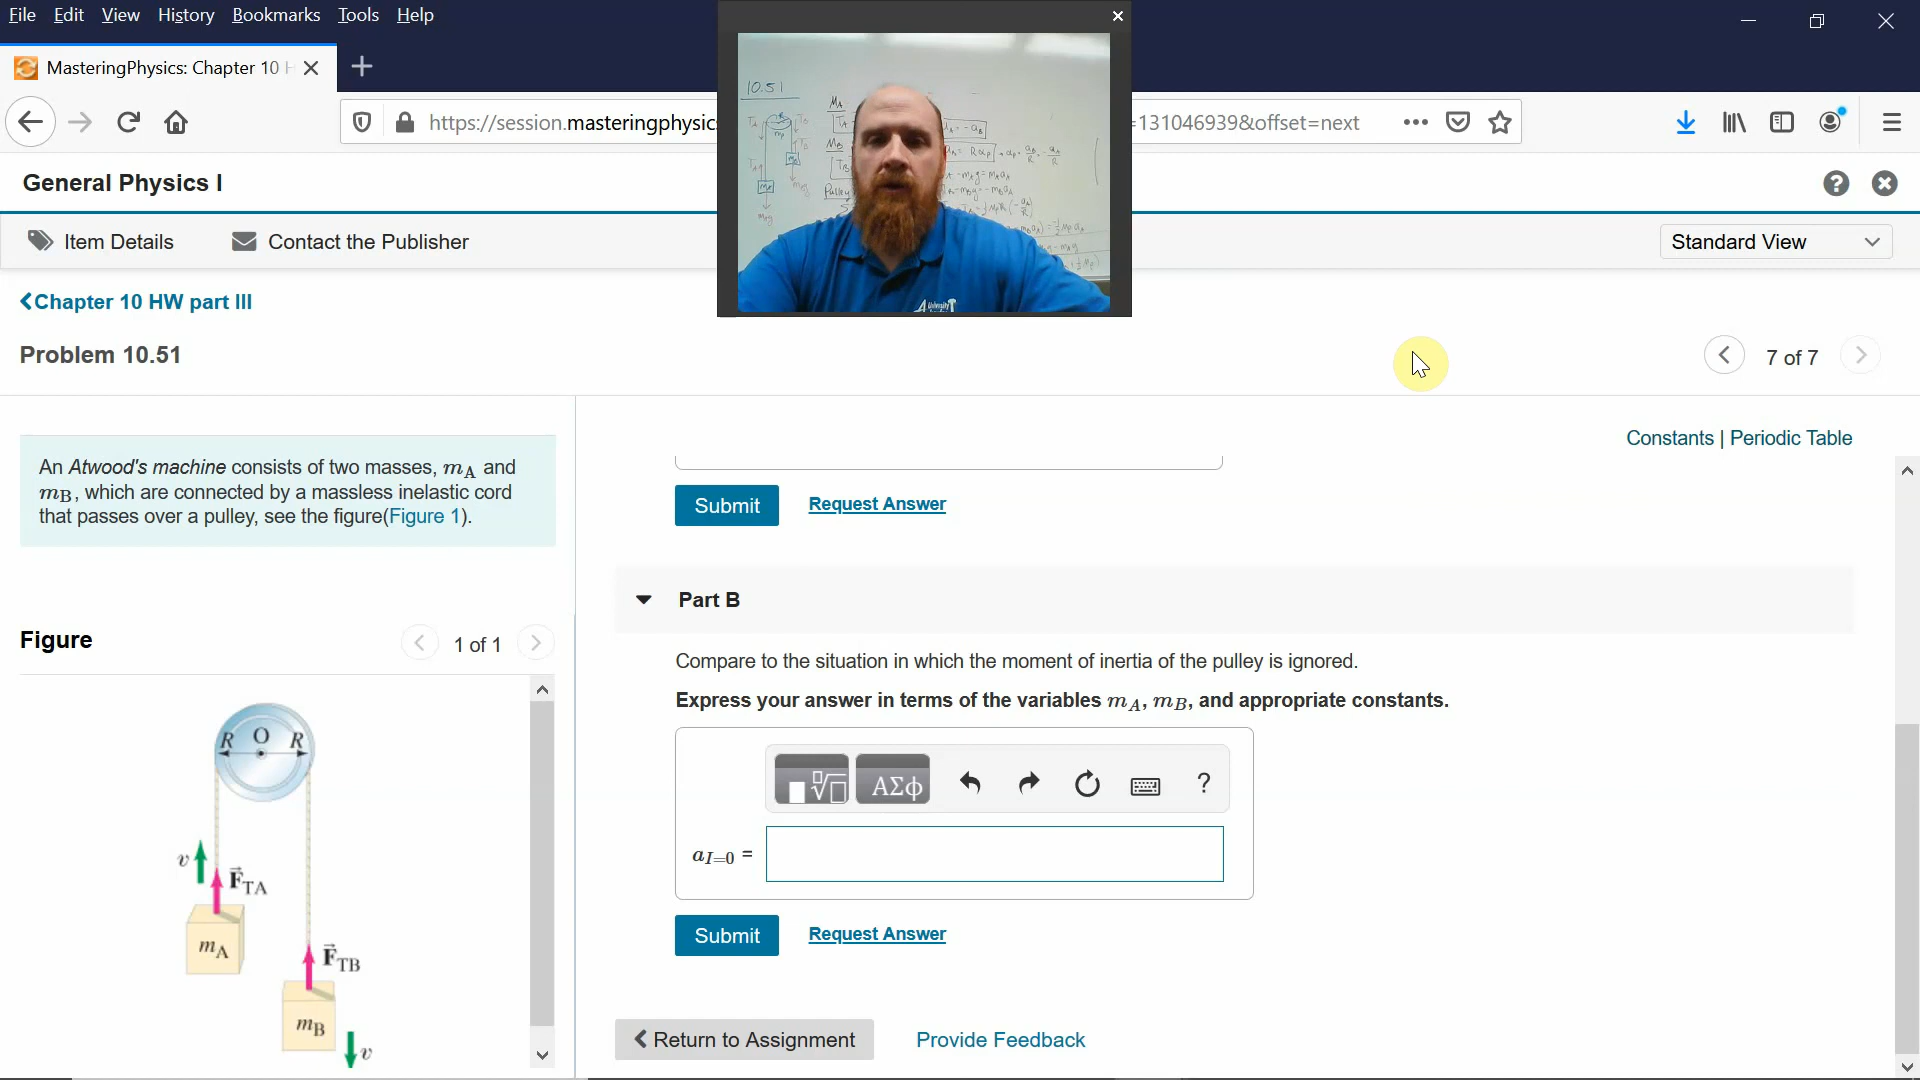 File Edit View History Bookmarks Tools Help
MasteringPhysics: Chapter 10 H
https://session.masteringphysic
=131046939&offset=next
10.51
General Physics I
Item Details
Contact the Publisher
Standard View
Chapter 10 HW part III
Problem 10.51
7 of 7
Constants | Periodic Table
An Atwood's machine consists of two masses, mA and
mB, which are connected by a massless inelastic cord
that passes over a pulley, see the figure(Figure 1).
Submit Request Answer
Part B
Compare to the situation in which the moment of inertia of the pulley is ignored.
Express your answer in terms of the variables mA, mB, and appropriate constants.
ΑΣφ
?
aI=0 =
Submit Request Answer
Return to Assignment
Provide Feedback
Figure
1 of 1
R O R
v
FTA
mA
FTB
mB
v